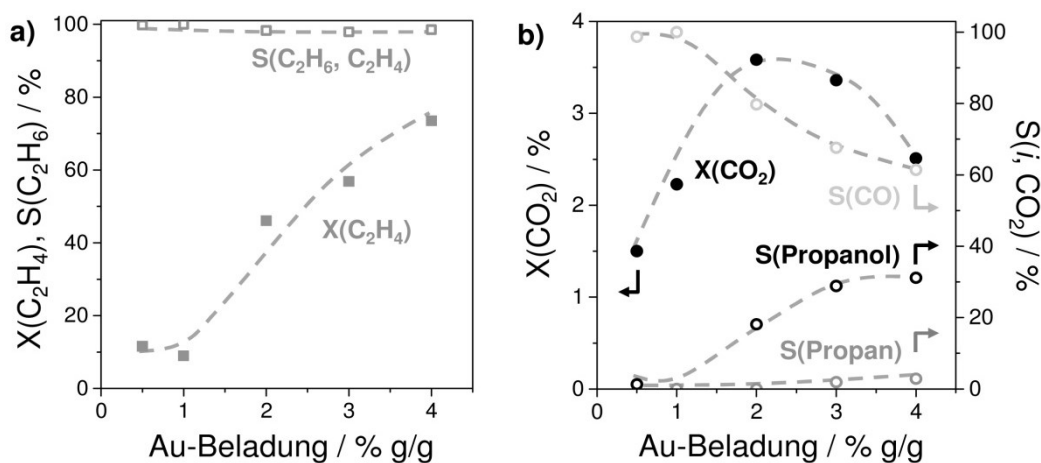 a)
X(C₂H₄), S(C₂H₆) / %
100
80
60
40
20
0
S(C₂H₆, C₂H₄)
X(C₂H₄)
0 1 2 3 4
Au-Beladung / % g/g
b)
X(CO₂) / %
4
3
2
1
0
X(CO₂)
S(CO)
S(Propanol)
S(Propan)
100
80
60
40
20
0
S(i, CO₂) / %
0 1 2 3 4
Au-Beladung / % g/g